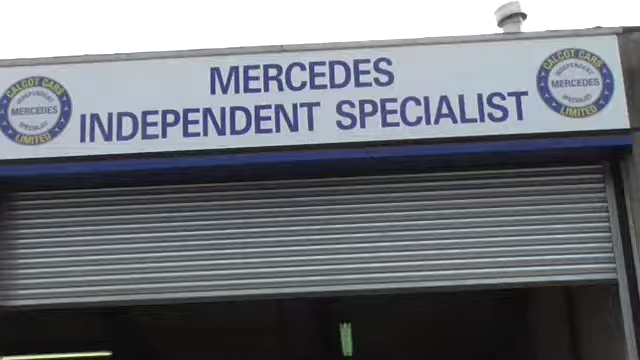 MERCEDES
INDEPENDENT SPECIALIST
CALCOT CARS
INDEPENDENT
MERCEDES
SPECIALIST
LIMITED
CALCOT CARS
INDEPENDENT
MERCEDES
SPECIALIST
LIMITED